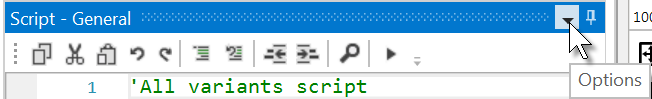 Script - General
100
Options
1 'All variants script